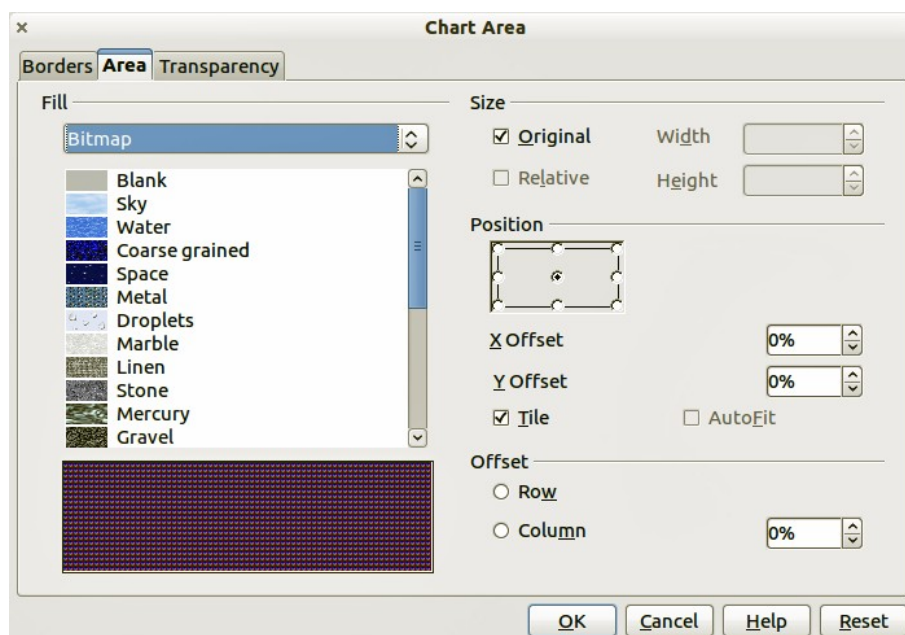 Chart Area
Borders Area Transparency
Fill
Bitmap
Blank
Sky
Water
Coarse grained
Space
Metal
Droplets
Marble
Linen
Stone
Mercury
Gravel
Size
Original Width
Relative Height
Position
X Offset 0%
Y Offset 0%
Tile AutoFit
Offset
Row
Column 0%
OK Cancel Help Reset